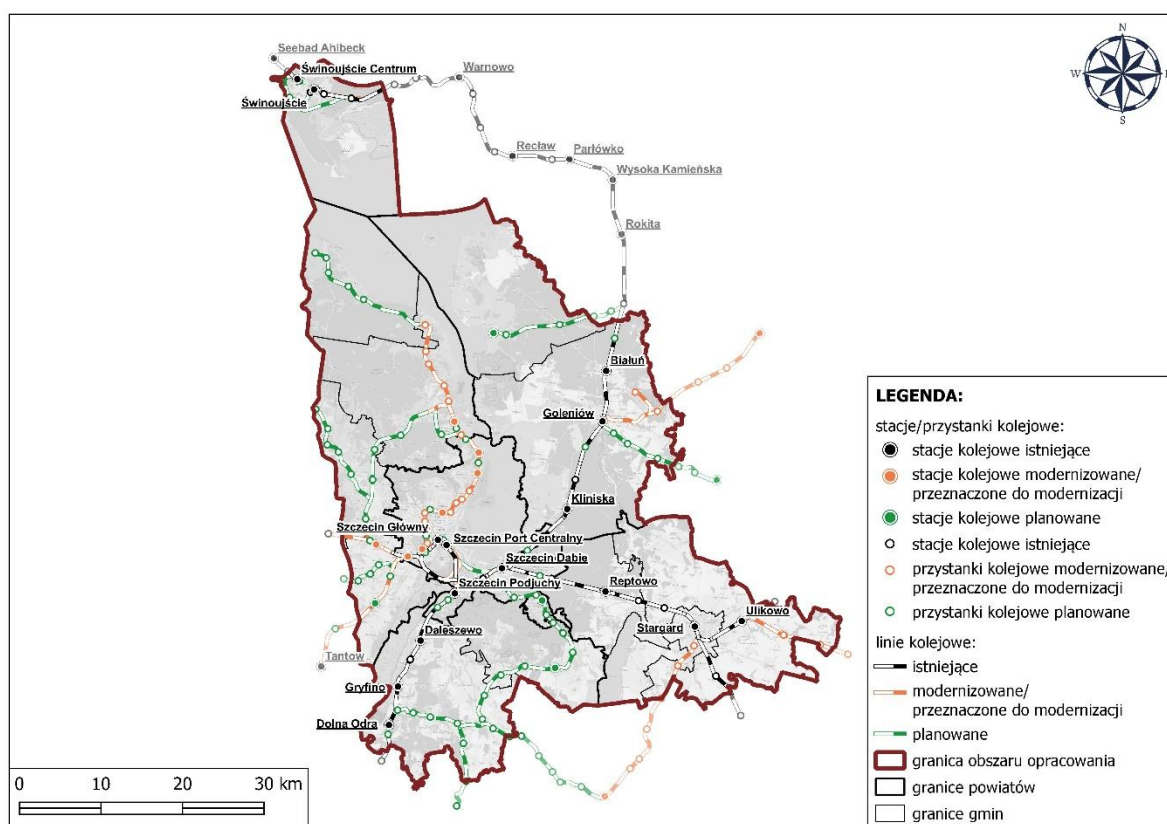 Seebad Ahlbeck
Świnoujście Centrum
Warnowo
Świnoujście
Recław
Parłówko
Wysoka Kamieńska
Rokita
Białuń
Goleniów
Kliniska
Szczecin Główny
Szczecin Port Centralny
Szczecin Dąbie
Szczecin Podjuchy
Reptowo
Ulikowo
Stargard
Daleszewo
Tantow
Gryfino
Dolna Odra
N
W
E
S
0 10 20 30 km
LEGENDA:
stacje/przystanki kolejowe:
stacje kolejowe istniejące
stacje kolejowe modernizowane/
przeznaczone do modernizacji
stacje kolejowe planowane
stacje kolejowe istniejące
przystanki kolejowe modernizowane/
przeznaczone do modernizacji
przystanki kolejowe planowane
linie kolejowe:
istniejące
modernizowane/
przeznaczone do modernizacji
planowane
granica obszaru opracowania
granice powiatów
granice gmin